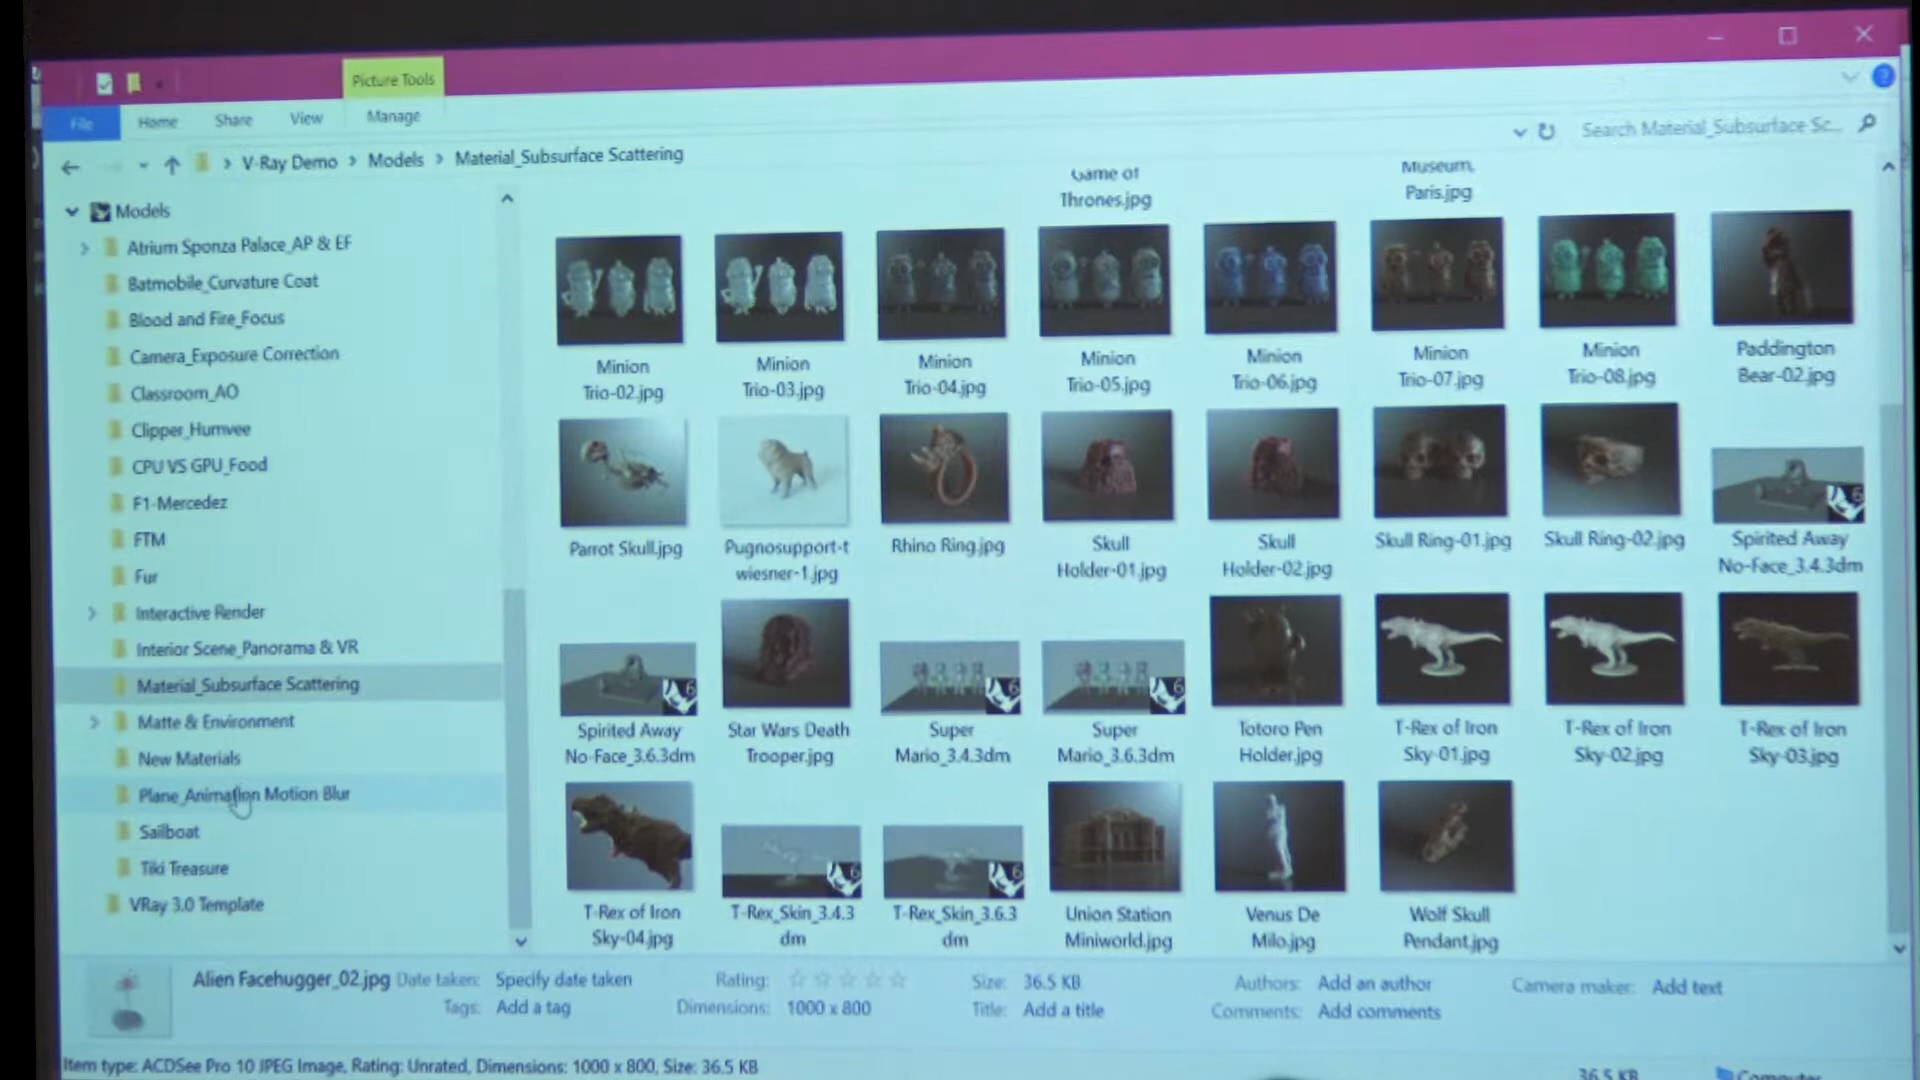 Picture Tools
File Home Share View Manage
V-Ray Demo > Models > Material_Subsurface Scattering
Search Material_Subsurface Sc...
Models
Atrium Sponza Palace_AP & EF
Batmobile_Curvature Coat
Blood and Fire_Focus
Camera_Exposure Correction
Classroom_AO
Clipper_Humvee
CPU VS GPU_Food
F1-Mercedez
FTM
Fur
Interactive Render
Interior Scene_Panorama & VR
Material_Subsurface Scattering
Matte & Environment
New Materials
Plane_Animation Motion Blur
Sailboat
Tiki Treasure
VRay 3.0 Template
Game of
Thrones.jpg
Museum,
Paris.jpg
Minion
Trio-02.jpg
Minion
Trio-03.jpg
Minion
Trio-04.jpg
Minion
Trio-05.jpg
Minion
Trio-06.jpg
Minion
Trio-07.jpg
Minion
Trio-08.jpg
Paddington
Bear-02.jpg
Parrot Skull.jpg
Pugnosupport-t
wiesner-1.jpg
Rhino Ring.jpg
Skull
Holder-01.jpg
Skull
Holder-02.jpg
Skull Ring-01.jpg
Skull Ring-02.jpg
Spirited Away
No-Face_3.4.3dm
Spirited Away
No-Face_3.6.3dm
Star Wars Death
Trooper.jpg
Super
Mario_3.4.3dm
Super
Mario_3.6.3dm
Totoro Pen
Holder.jpg
T-Rex of Iron
Sky-01.jpg
T-Rex of Iron
Sky-02.jpg
T-Rex of Iron
Sky-03.jpg
T-Rex of Iron
Sky-04.jpg
T-Rex_Skin_3.4.3
dm
T-Rex_Skin_3.6.3
dm
Union Station
Miniworld.jpg
Venus De
Milo.jpg
Wolf Skull
Pendant.jpg
Alien Facehugger_02.jpg Date taken: Specify date taken Rating: Size: 36.5 KB Authors: Add an author Camera maker: Add text
Tags: Add a tag Dimensions: 1000 x 800 Title: Add a title Comments: Add comments
Item type: ACDSee Pro 10 JPEG Image, Rating: Unrated, Dimensions: 1000 x 800, Size: 36.5 KB
36.5 KB Computer